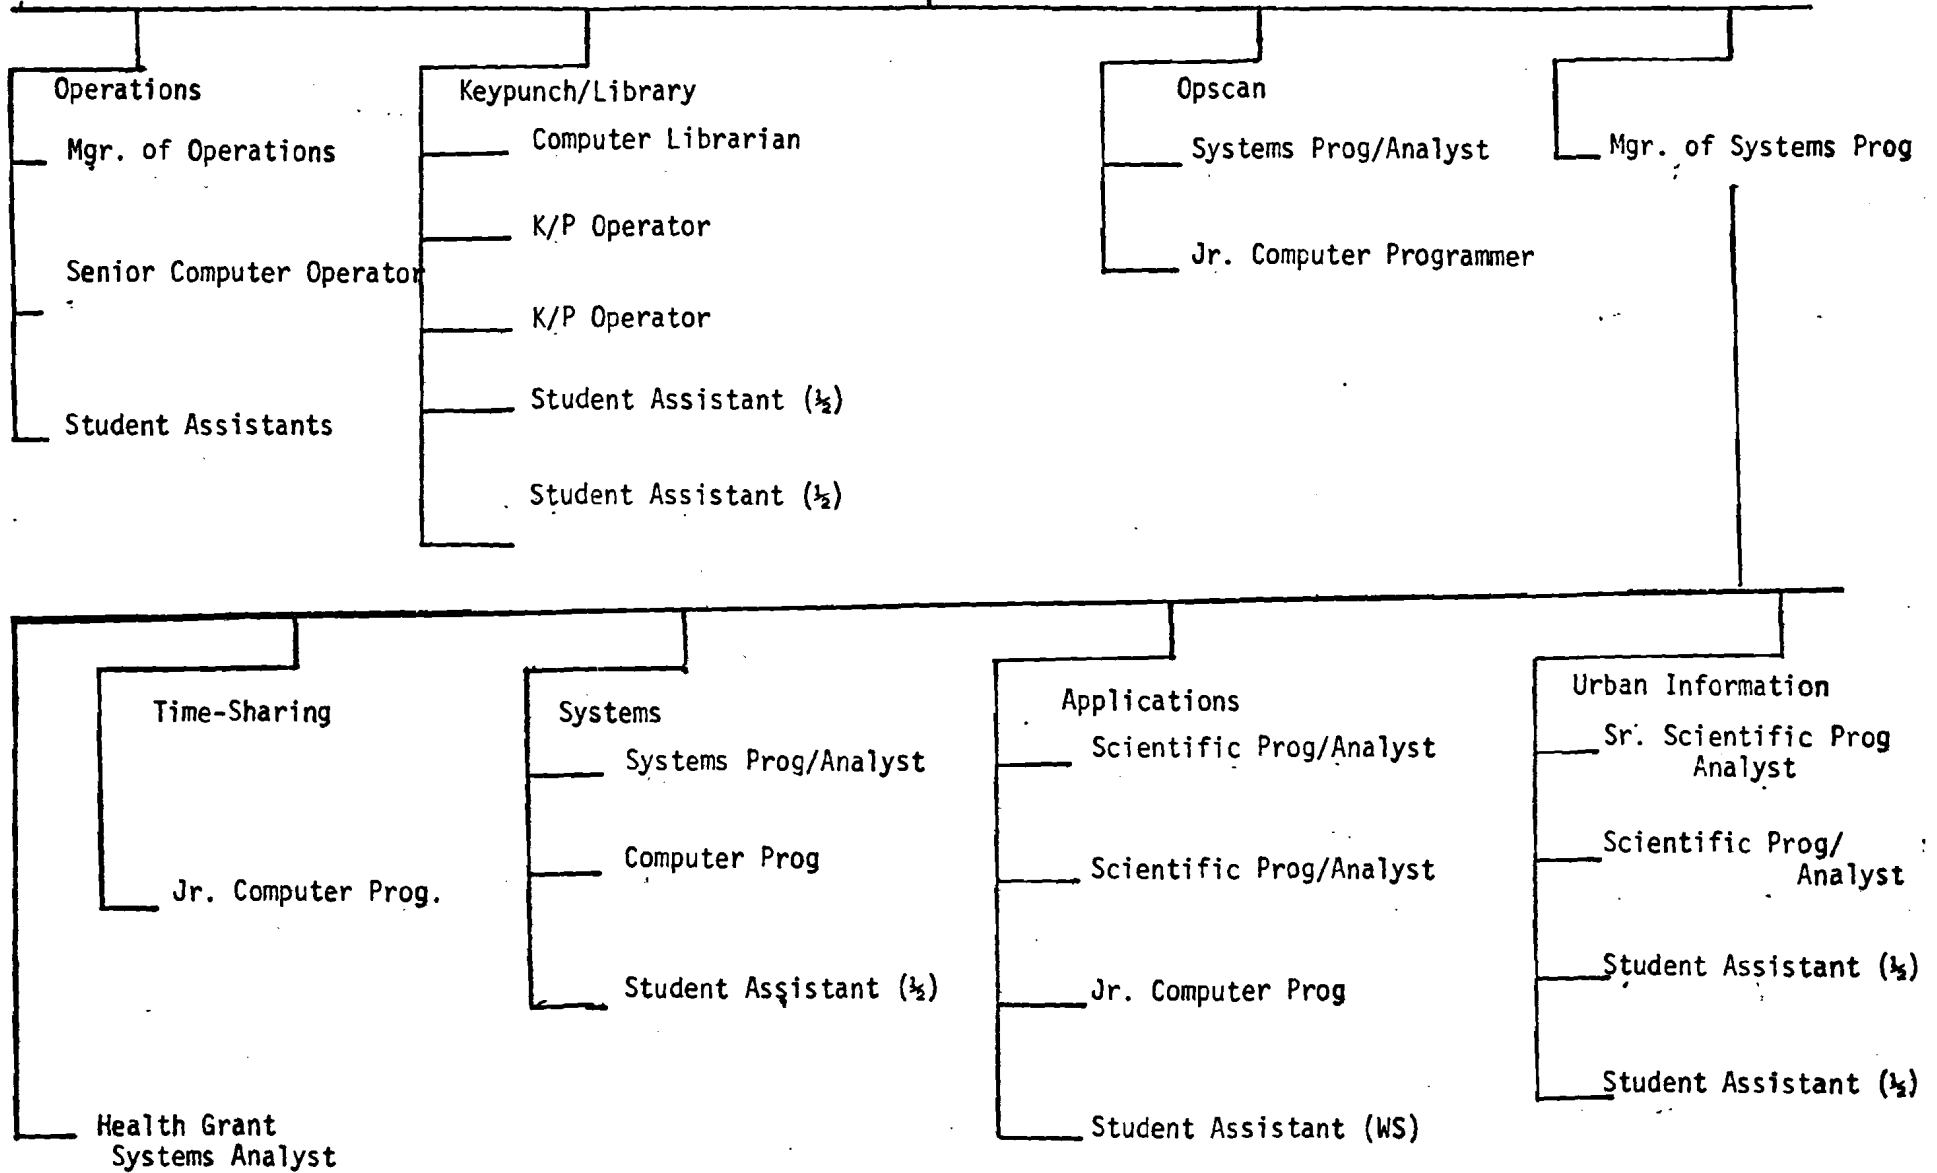 Operations
Mgr. of Operations
Senior Computer Operator
Student Assistants
Keypunch/Library
Computer Librarian
K/P Operator
K/P Operator
Student Assistant (½)
Student Assistant (½)
Opscan
Systems Prog/Analyst
Jr. Computer Programmer
Mgr. of Systems Prog
Health Grant
Systems Analyst
Time-Sharing
Jr. Computer Prog.
Systems
Systems Prog/Analyst
Computer Prog
Student Assistant (½)
Applications
Scientific Prog/Analyst
Scientific Prog/Analyst
Jr. Computer Prog
Student Assistant (WS)
Urban Information
Sr. Scientific Prog
Analyst
Scientific Prog/
Analyst
Student Assistant (½)
Student Assistant (½)